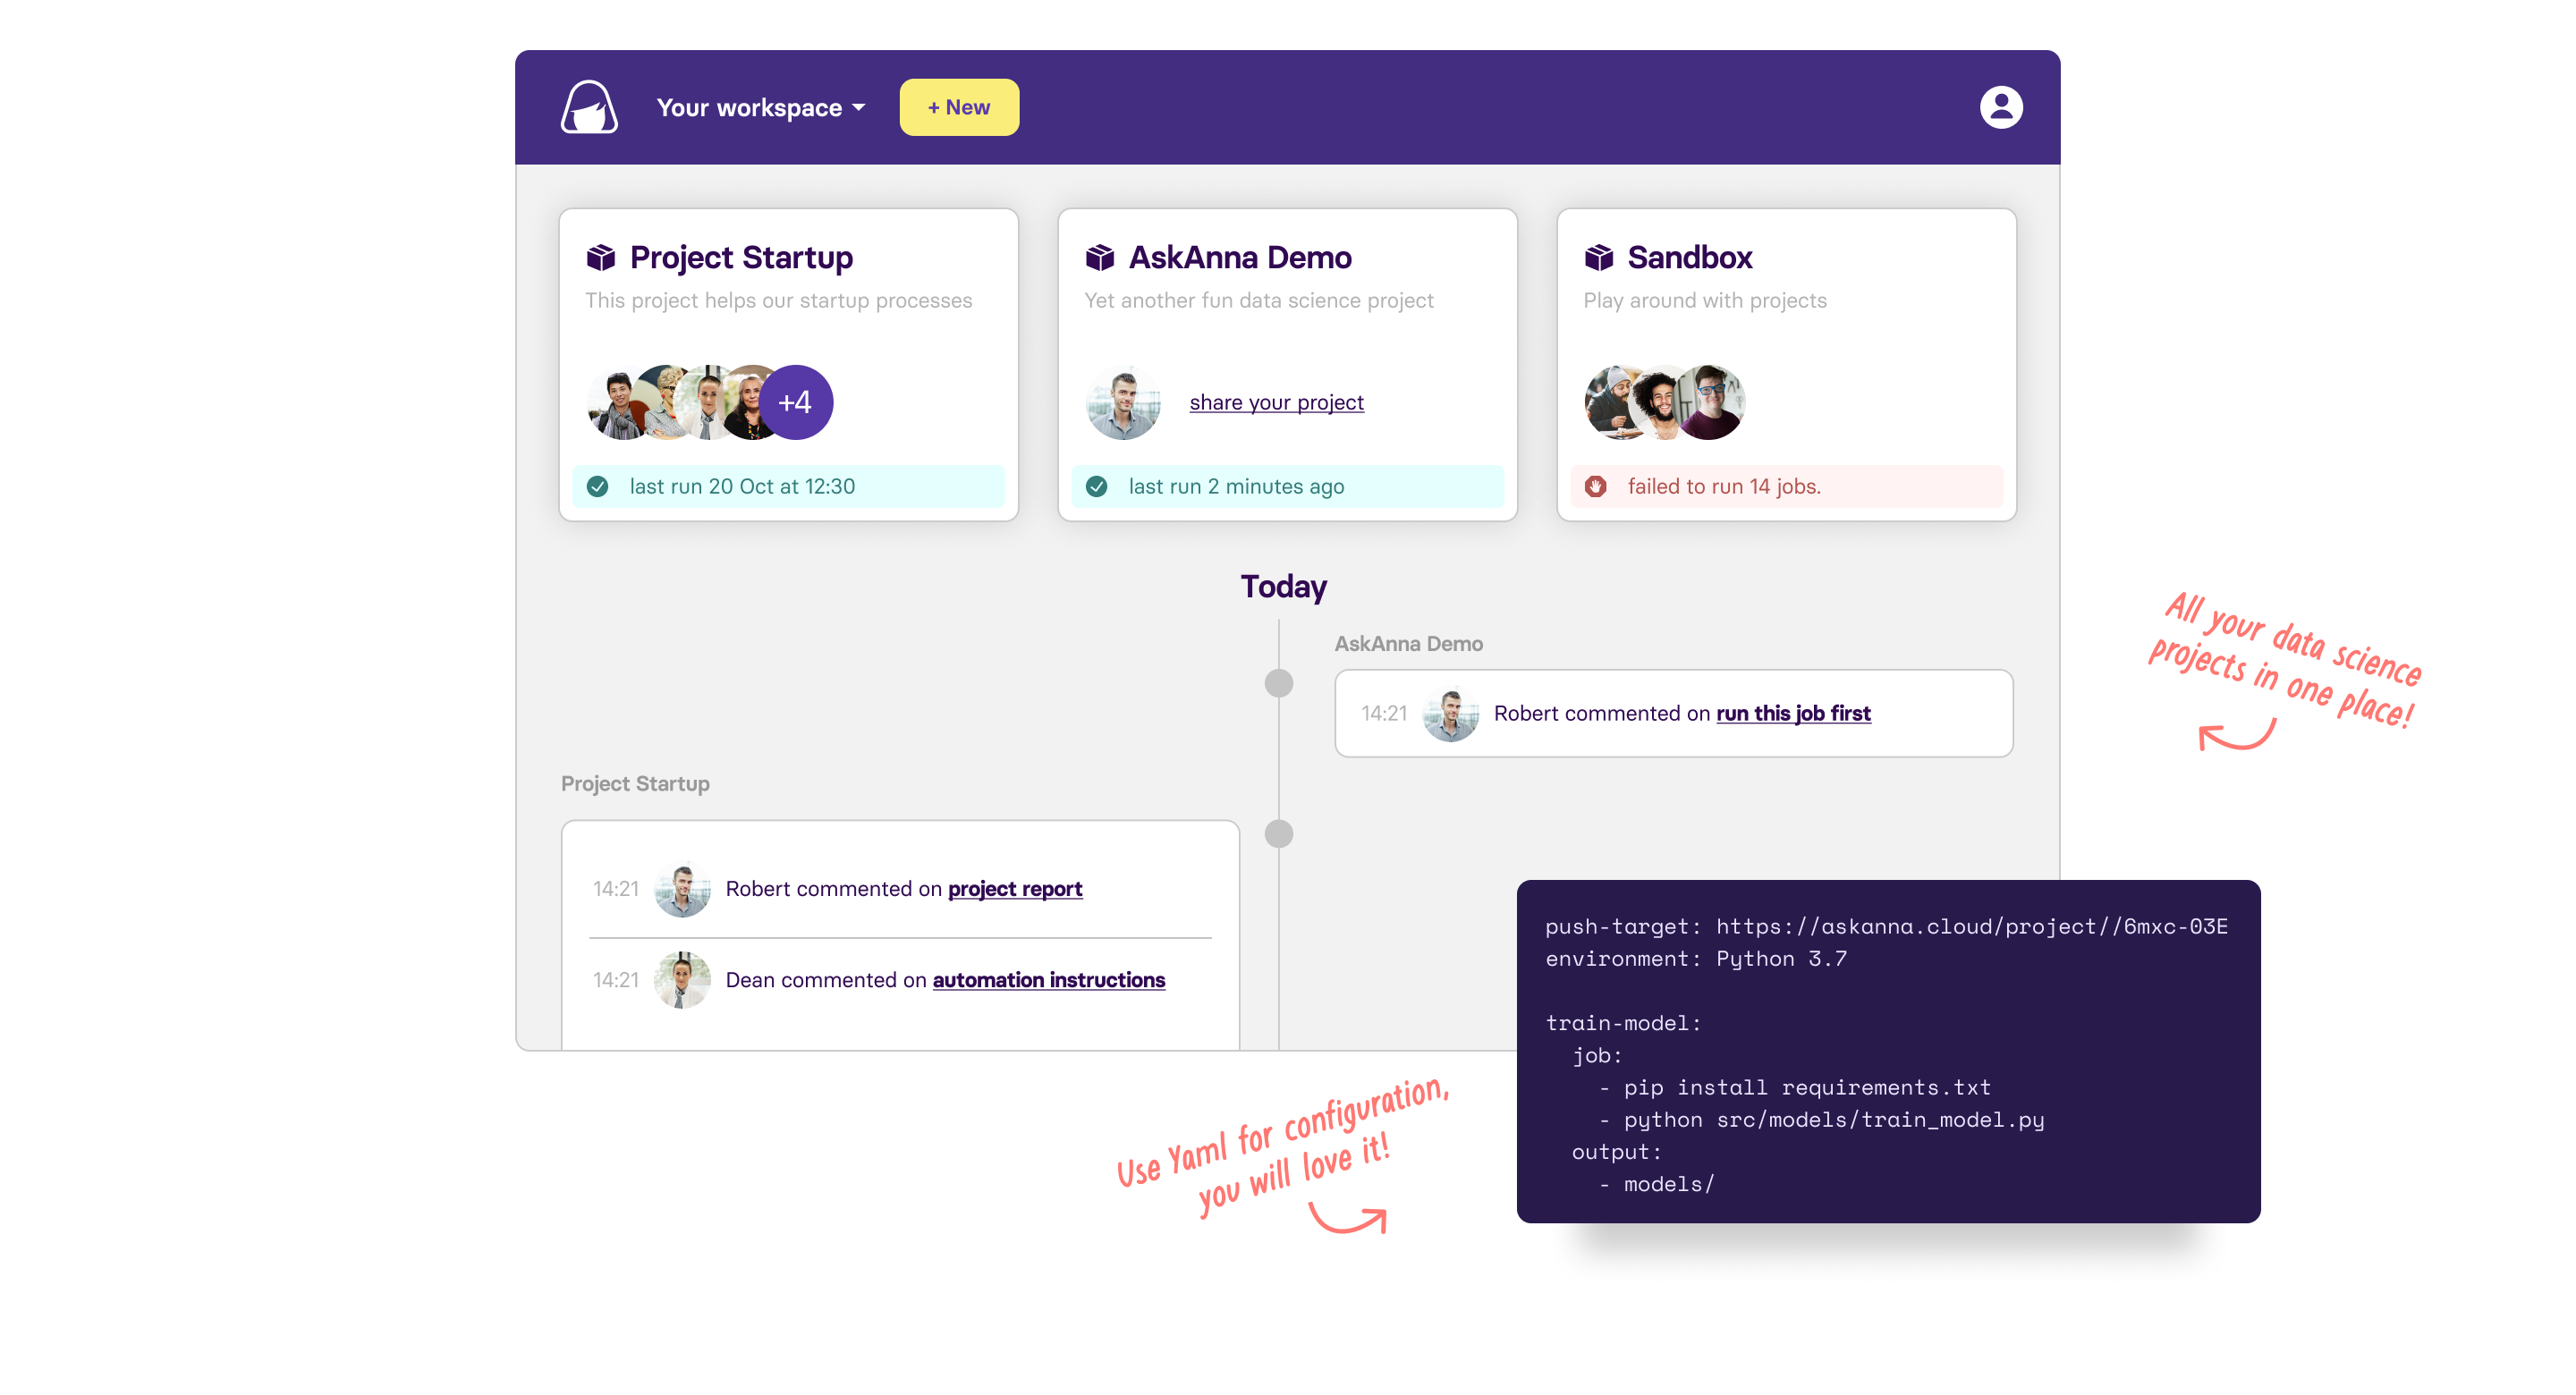 Your workspace
+ New
Project Startup
This project helps our startup processes
+4
last run 20 Oct at 12:30
AskAnna Demo
Yet another fun data science project
share your project
last run 2 minutes ago
Sandbox
Play around with projects
failed to run 14 jobs.
Today
AskAnna Demo
14:21 Robert commented on run this job first
Project Startup
14:21 Robert commented on project report
14:21 Dean commented on automation instructions
All your data science
projects in one place!
push-target: https://askanna.cloud/project//6mxc-03E
environment: Python 3.7
train-model:
  job:
    - pip install requirements.txt
    - python src/models/train_model.py
  output:
    - models/
Use Yaml for configuration,
you will love it!